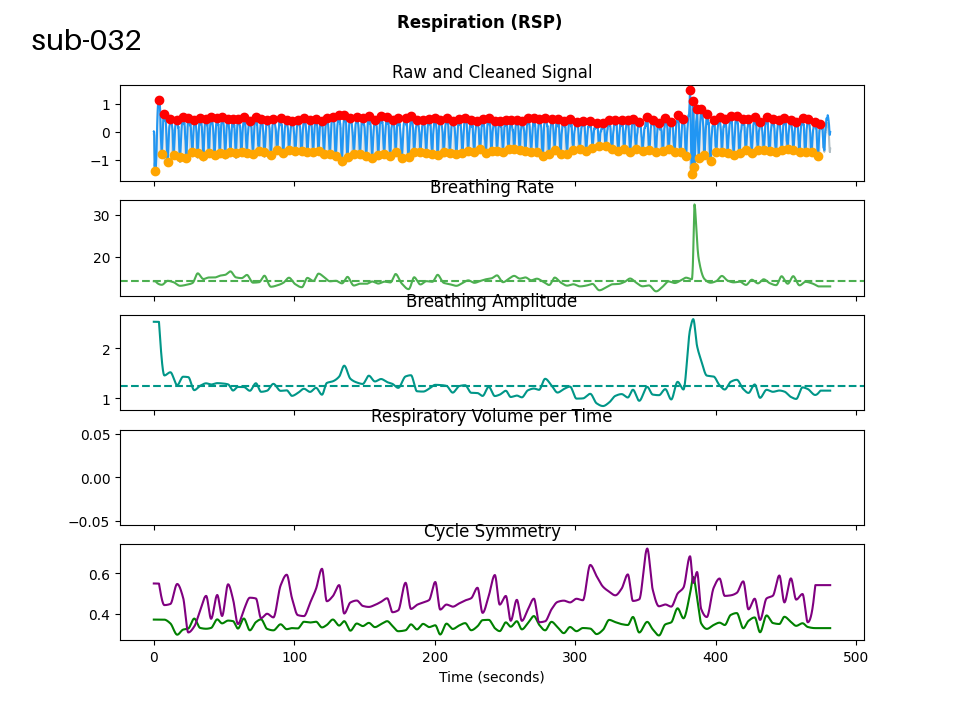 Respiration (RSP)
sub-032
Raw and Cleaned Signal
1
0
−1
Breathing Rate
30
20
Breathing Amplitude
2
1
Respiratory Volume per Time
0.05
0.00
−0.05
Cycle Symmetry
0.6
0.4
0 100 200 300 400 500
Time (seconds)